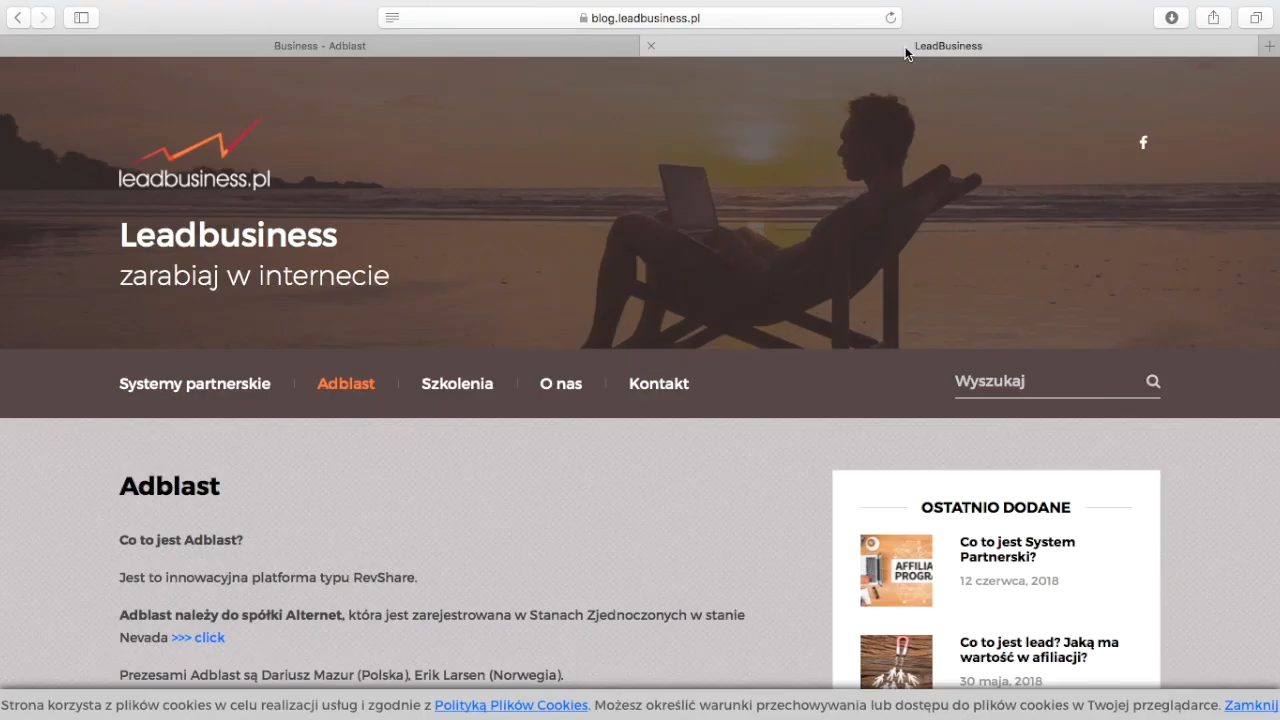 blog.leadbusiness.pl
Business - Adblast
LeadBusiness
leadbusiness.pl
Leadbusiness
zarabiaj w internecie
Systemy partnerskie
Adblast
Szkolenia
O nas
Kontakt
Wyszukaj
Adblast
Co to jest Adblast?
Jest to innowacyjna platforma typu RevShare.
Adblast należy do spółki Alternet, która jest zarejestrowana w Stanach Zjednoczonych w stanie
Nevada >>> click
Prezesami Adblast są Dariusz Mazur (Polska), Erik Larsen (Norwegia).
OSTATNIO DODANE
AFFILIA
PROGR
Co to jest System
Partnerski?
12 czerwca, 2018
Co to jest lead? Jaką ma
wartość w afiliacji?
30 maja, 2018
Strona korzysta z plików cookies w celu realizacji usług i zgodnie z Polityką Plików Cookies. Możesz określić warunki przechowywania lub dostępu do plików cookies w Twojej przeglądarce. Zamknij